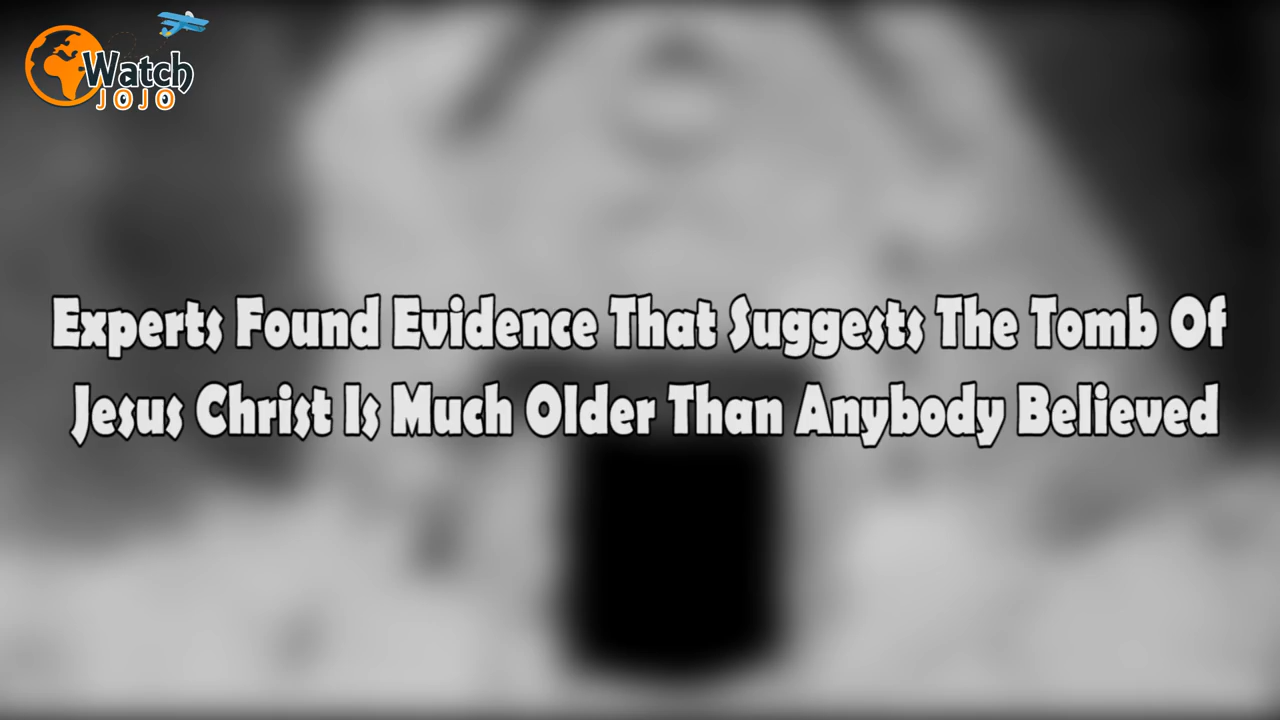 Watch
JOJO
Experts Found Evidence That Suggests The Tomb Of
Jesus Christ Is Much Older Than Anybody Believed